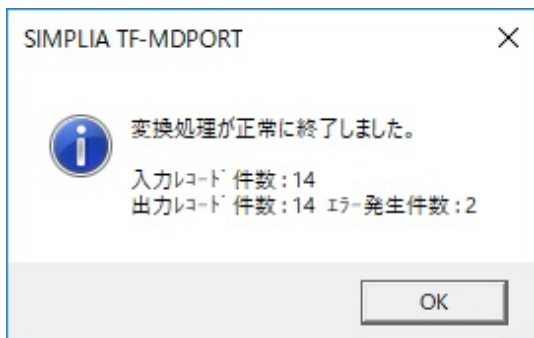 SIMPLIA TF-MDPORT
変換処理が正常に終了しました。
入力ﾚｺｰﾄﾞ件数:14
出力ﾚｺｰﾄﾞ件数:14 ｴﾗｰ発生件数:2
OK